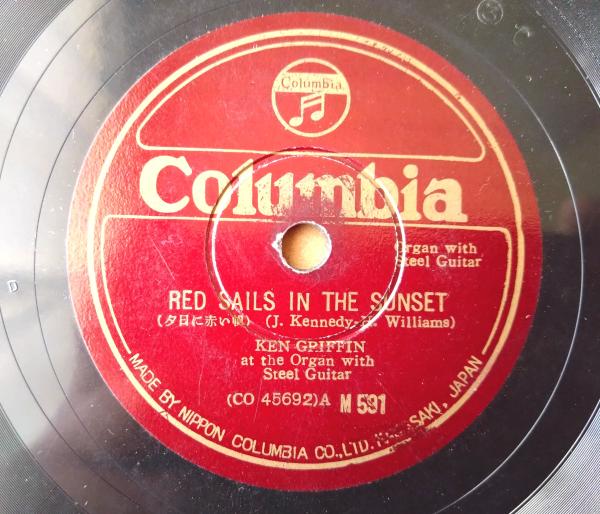 Columbia
Columbia
Organ with
Steel Guitar
RED SAILS IN THE SUNSET
(夕日に赤い帆) (J. Kennedy-H. Williams)
KEN GRIFFIN
at the Organ with
Steel Guitar
(CO 45692)A M 591
MADE BY NIPPON COLUMBIA CO., LTD. KAWASAKI, JAPAN
D